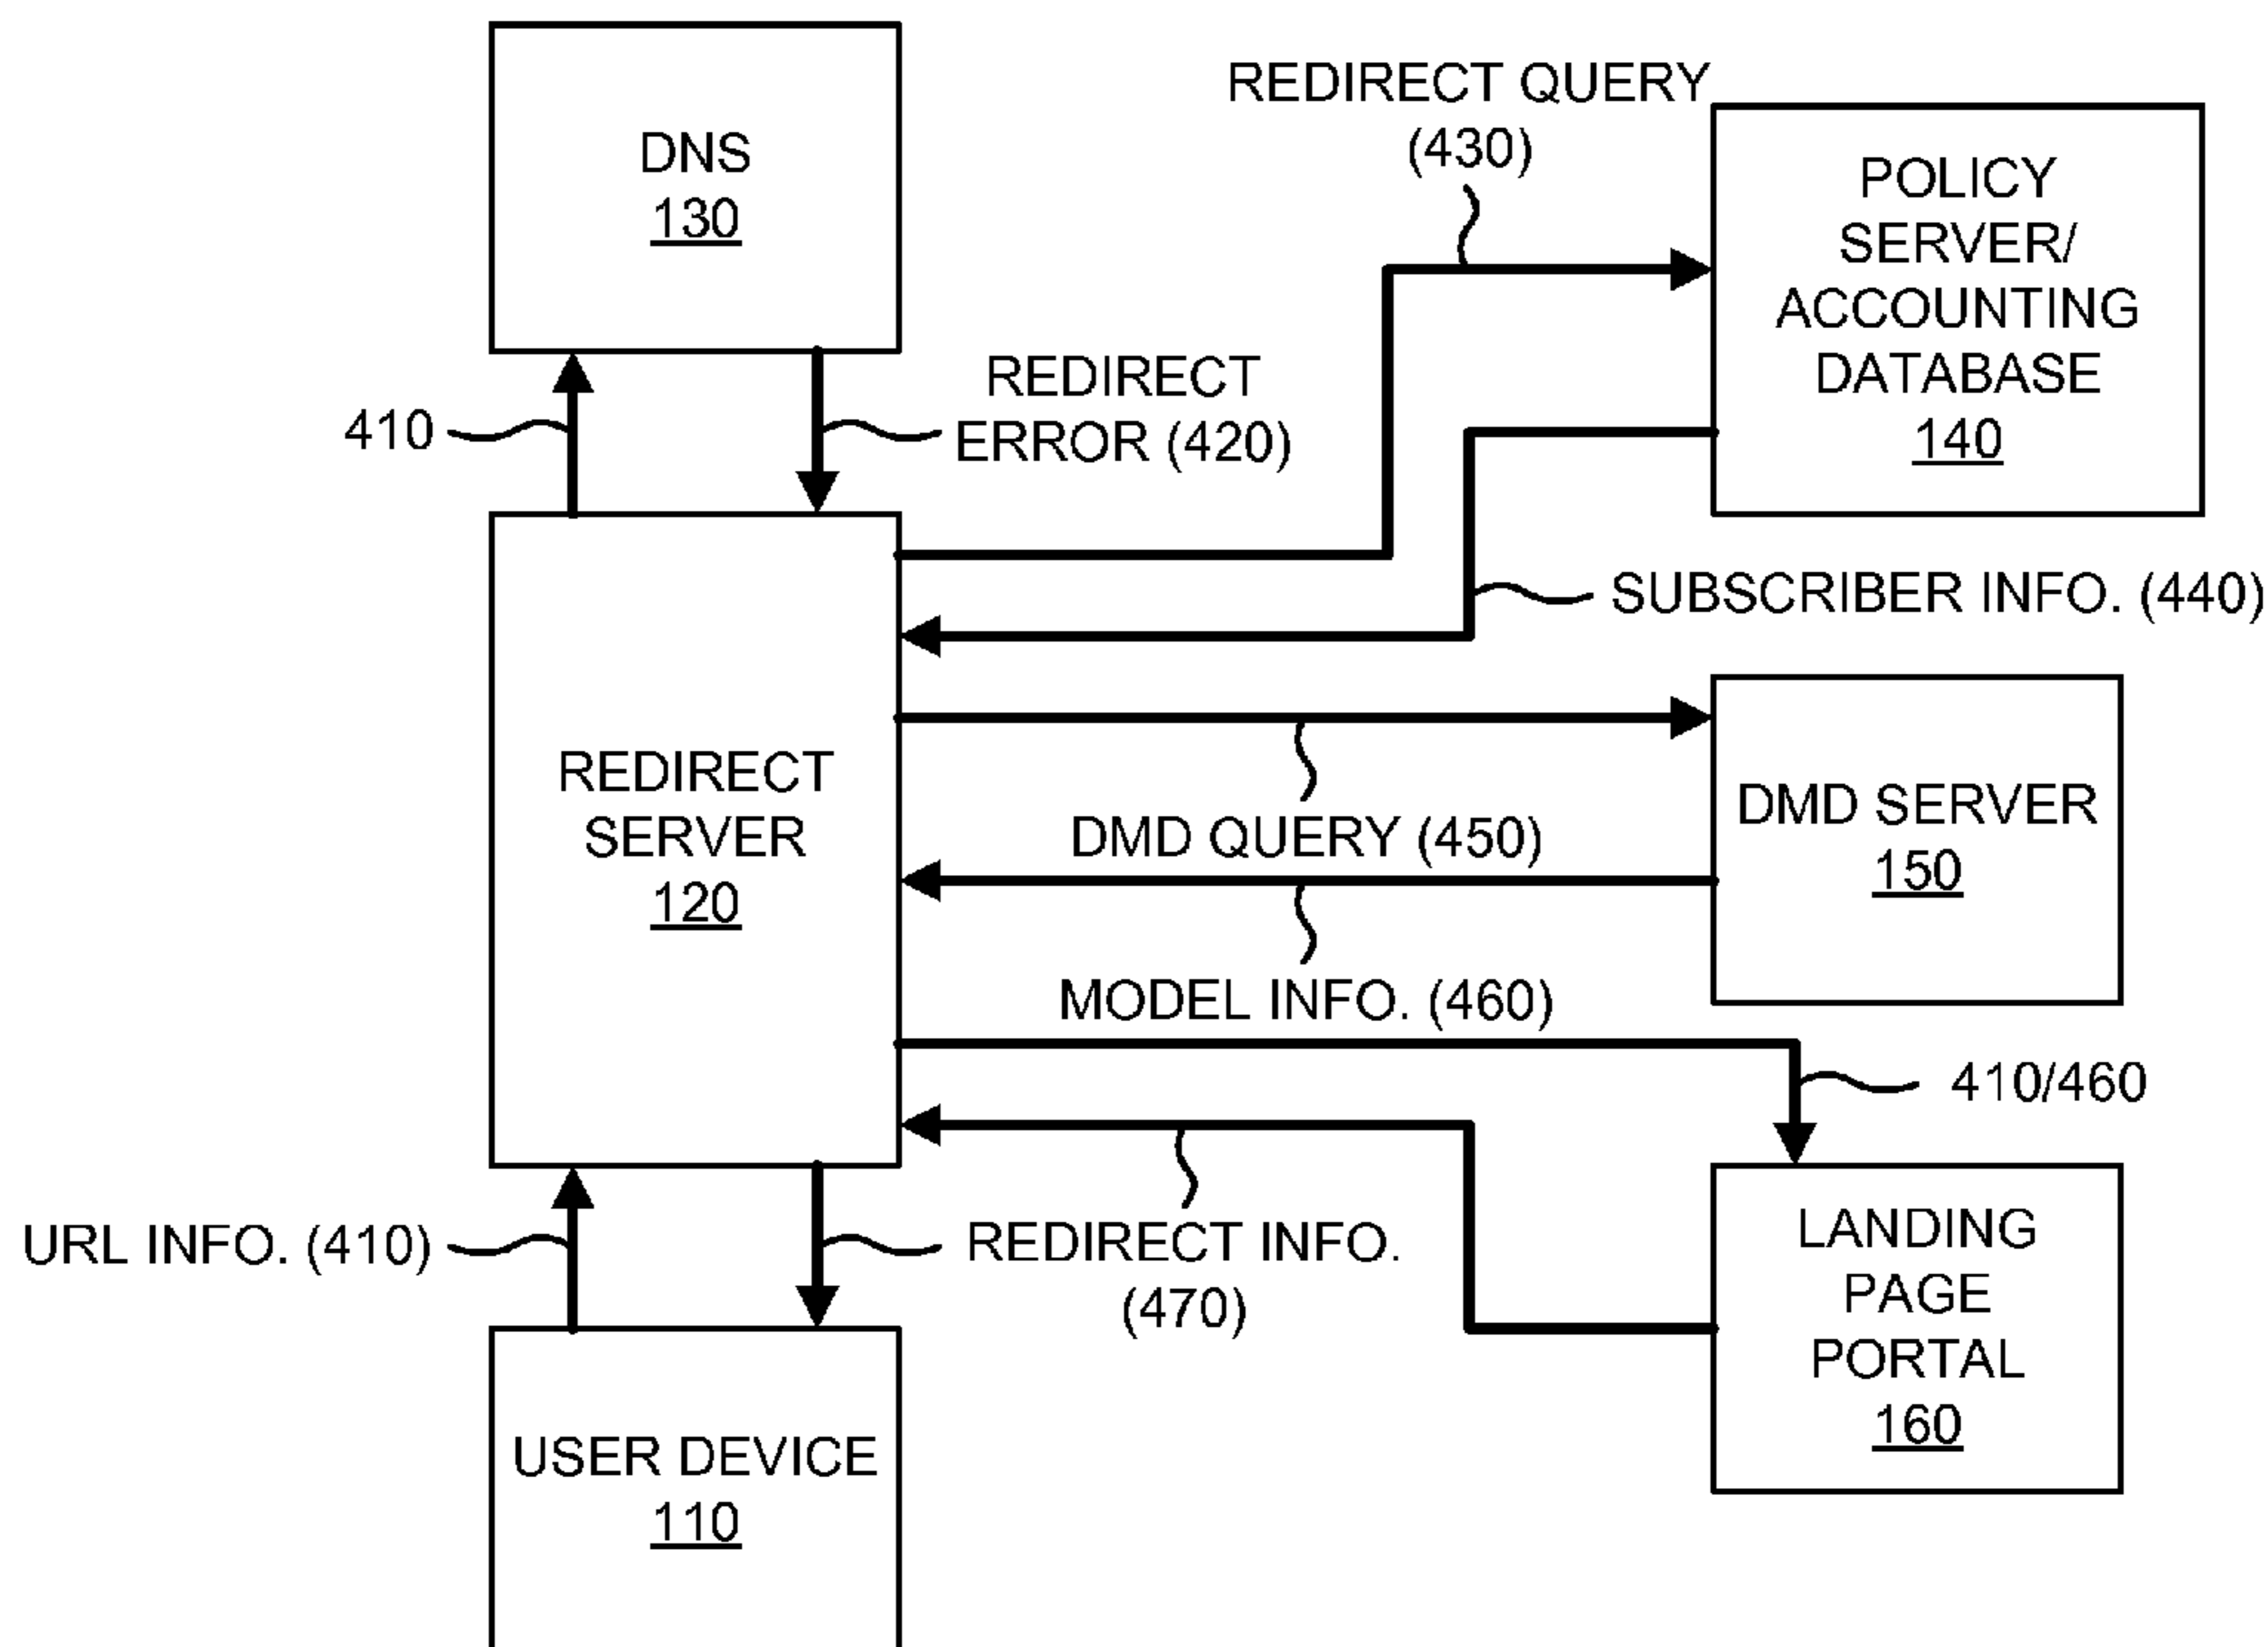 DNS
130
REDIRECT QUERY
(430)
POLICY
SERVER/
ACCOUNTING
DATABASE
140
410
REDIRECT
ERROR (420)
SUBSCRIBER INFO. (440)
REDIRECT
SERVER
120
DMD QUERY (450)
DMD SERVER
150
MODEL INFO. (460)
410/460
URL INFO. (410)
REDIRECT INFO.
(470)
LANDING
PAGE
PORTAL
160
USER DEVICE
110